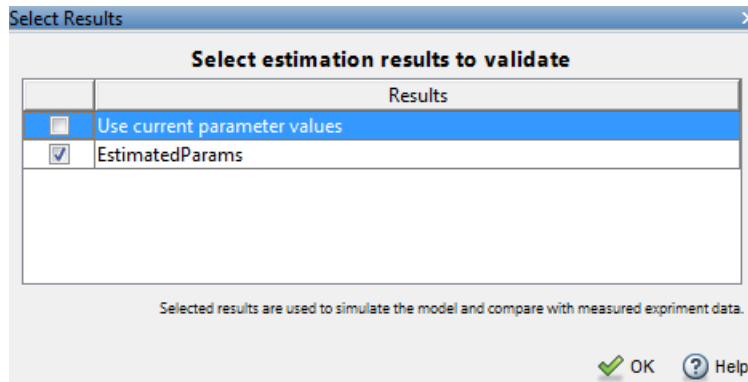 Select Results
Select estimation results to validate
Results
Use current parameter values
EstimatedParams
Selected results are used to simulate the model and compare with measured expriment data.
OK Help